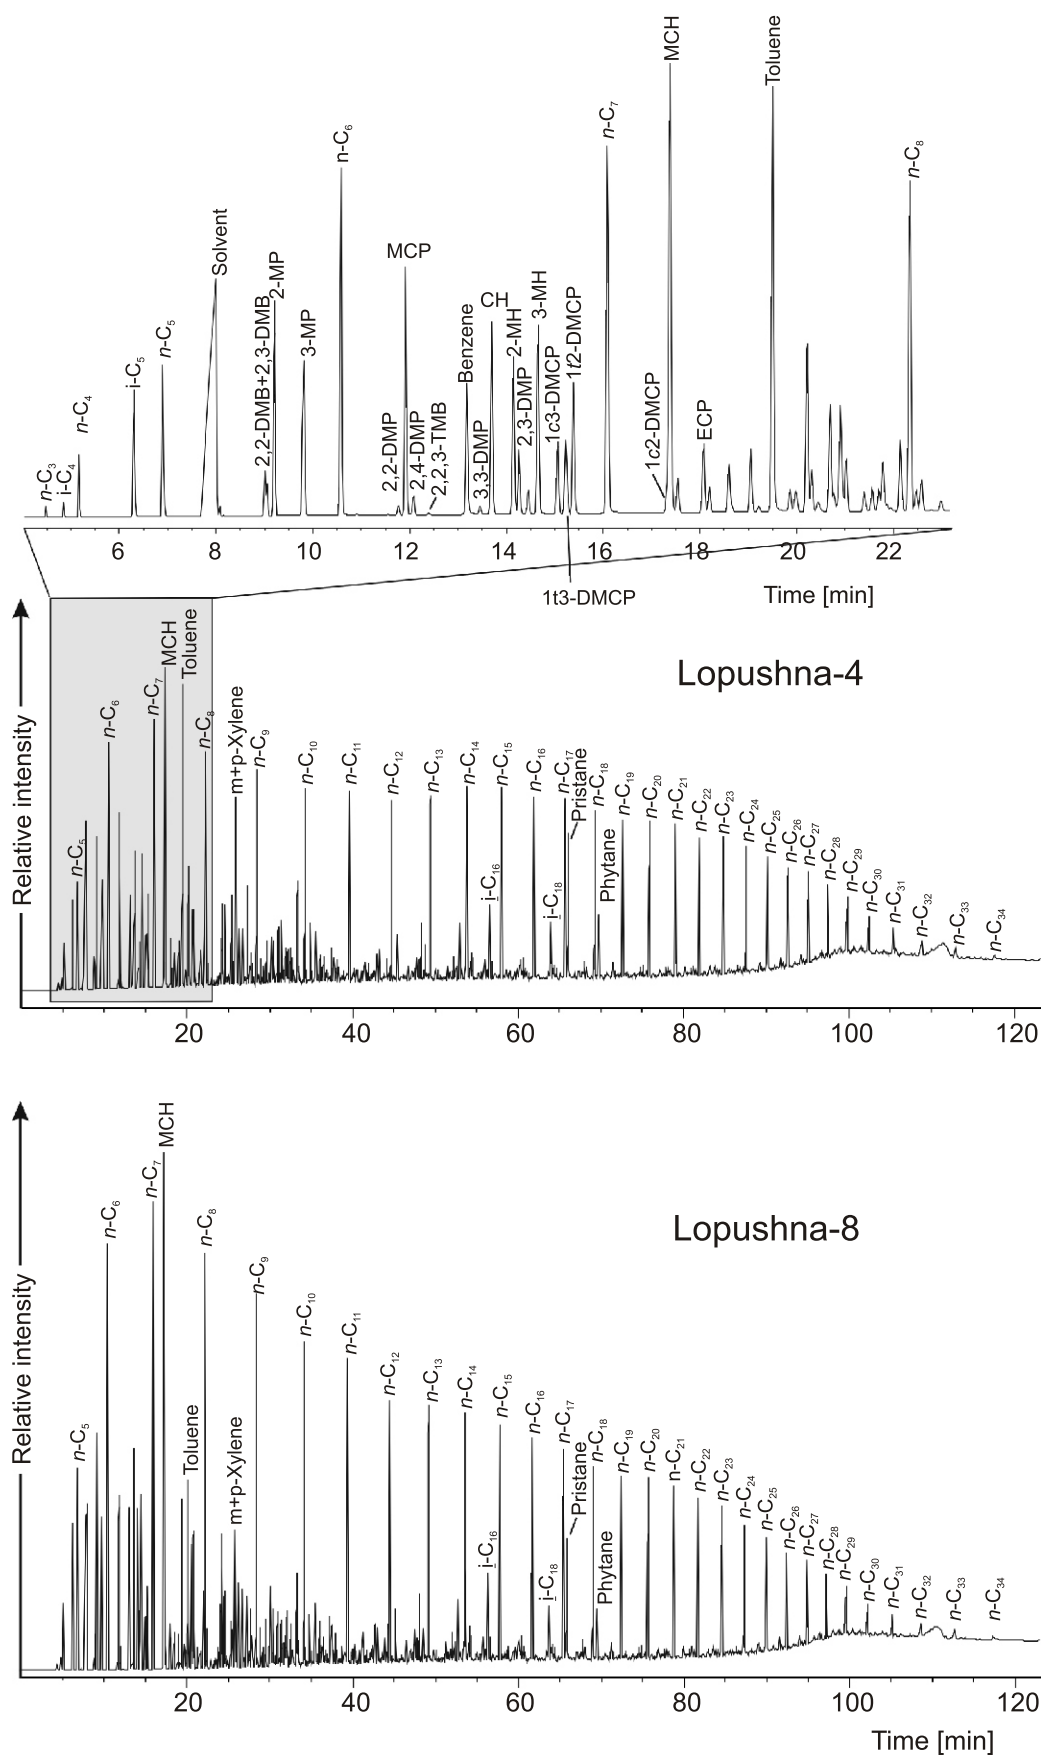 n-C3
i-C4
n-C4
i-C5
n-C5
Solvent
2,2-DMB+2,3-DMB
2-MP
3-MP
n-C6
2,2-DMP
MCP
2,4-DMP
2,2,3-TMB
Benzene
3,3-DMP
CH
2-MH
2,3-DMP
3-MH
1c3-DMCP
1t2-DMCP
n-C7
1c2-DMCP
MCH
ECP
Toluene
n-C8
6 8 10 12 14 16 18 20 22
1t3-DMCP
Time [min]
Lopushna-4
Relative intensity
n-C5
n-C6
n-C7
MCH
Toluene
n-C8
m+p-Xylene
n-C9
n-C10
n-C11
n-C12
n-C13
n-C14
i-C16
n-C15
n-C16
i-C18
n-C17
Pristane
n-C18
Phytane
n-C19
n-C20
n-C21
n-C22
n-C23
n-C24
n-C25
n-C26
n-C27
n-C28
n-C29
n-C30
n-C31
n-C32
n-C33
n-C34
20 40 60 80 100 120
Lopushna-8
Relative intensity
n-C5
n-C6
n-C7
MCH
Toluene
n-C8
m+p-Xylene
n-C9
n-C10
n-C11
n-C12
n-C13
n-C14
i-C16
n-C15
n-C16
i-C18
n-C17
Pristane
n-C18
Phytane
n-C19
n-C20
n-C21
n-C22
n-C23
n-C24
n-C25
n-C26
n-C27
n-C28
n-C29
n-C30
n-C31
n-C32
n-C33
n-C34
20 40 60 80 100 120
Time [min]